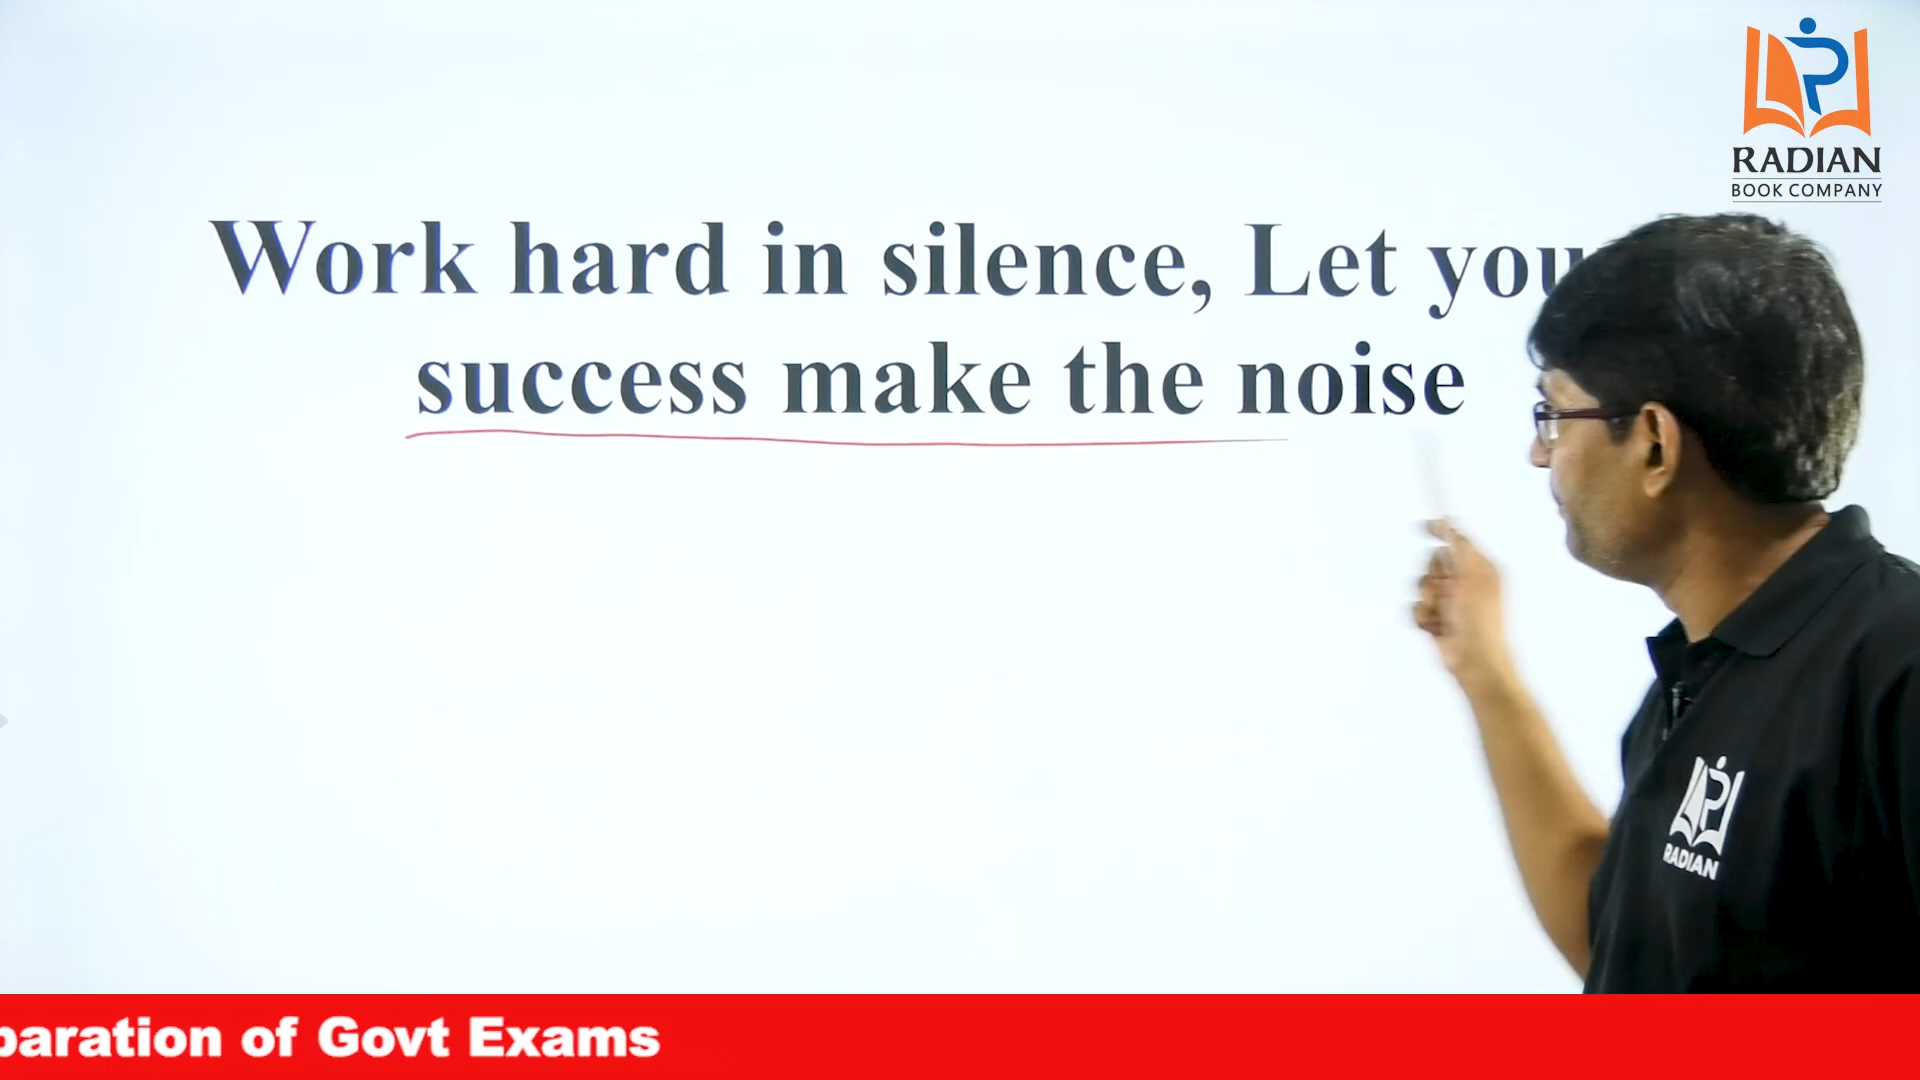 RADIAN
BOOK COMPANY
Work hard in silence, Let you
success make the noise
RADIAN
paration of Govt Exams